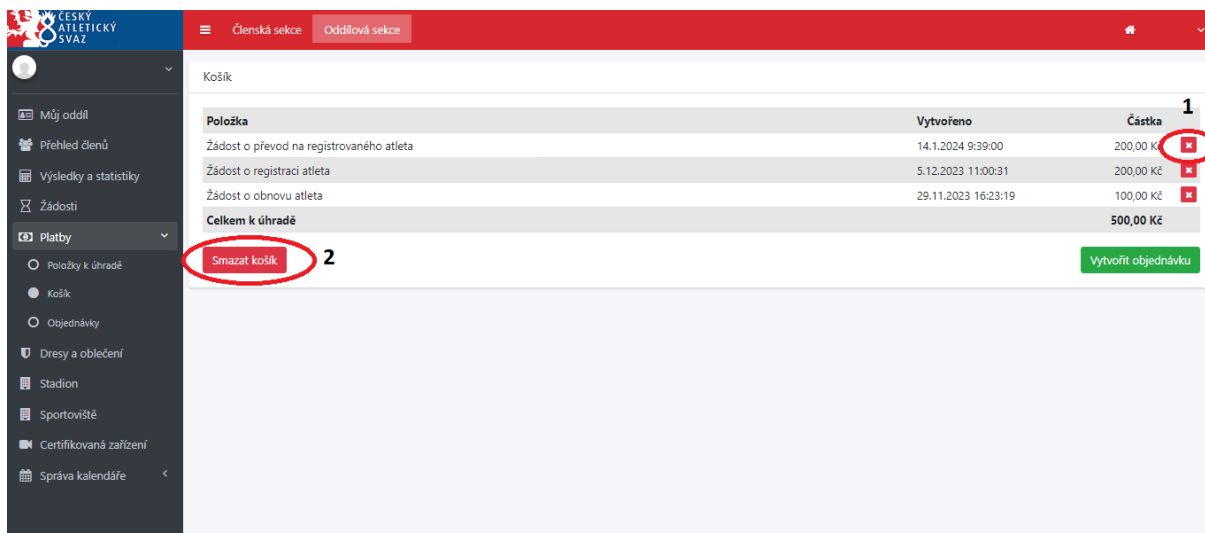 ČESKÝ
ATLETICKÝ
SVAZ
Členská sekce Oddílová sekce
Můj oddíl
Přehled členů
Výsledky a statistiky
Žádosti
Platby
Položky k úhradě
Košík
Objednávky
Dresy a oblečení
Stadion
Sportoviště
Certifikovaná zařízení
Správa kalendáře
Košík
1
Položka Vytvořeno Částka
Žádost o převod na registrovaného atleta 14.1.2024 9:39:00 200,00 Kč
Žádost o registraci atleta 5.12.2023 11:00:31 200,00 Kč
Žádost o obnovu atleta 29.11.2023 16:23:19 100,00 Kč
Celkem k úhradě 500,00 Kč
Smazat košík 2 Vytvořit objednávku